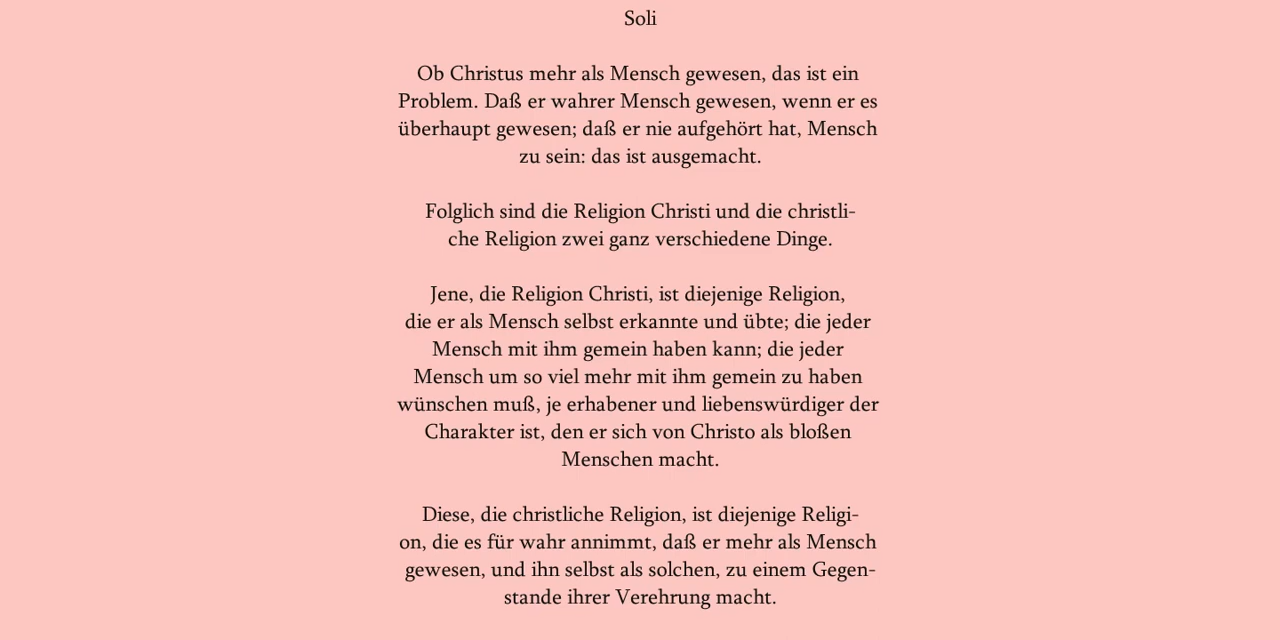 Soli
Ob Christus mehr als Mensch gewesen, das ist ein
Problem. Daß er wahrer Mensch gewesen, wenn er es
überhaupt gewesen; daß er nie aufgehört hat, Mensch
zu sein: das ist ausgemacht.
Folglich sind die Religion Christi und die christli-
che Religion zwei ganz verschiedene Dinge.
Jene, die Religion Christi, ist diejenige Religion,
die er als Mensch selbst erkannte und übte; die jeder
Mensch mit ihm gemein haben kann; die jeder
Mensch um so viel mehr mit ihm gemein zu haben
wünschen muß, je erhabener und liebenswürdiger der
Charakter ist, den er sich von Christo als bloßen
Menschen macht.
Diese, die christliche Religion, ist diejenige Religi-
on, die es für wahr annimmt, daß er mehr als Mensch
gewesen, und ihn selbst als solchen, zu einem Gegen-
stande ihrer Verehrung macht.